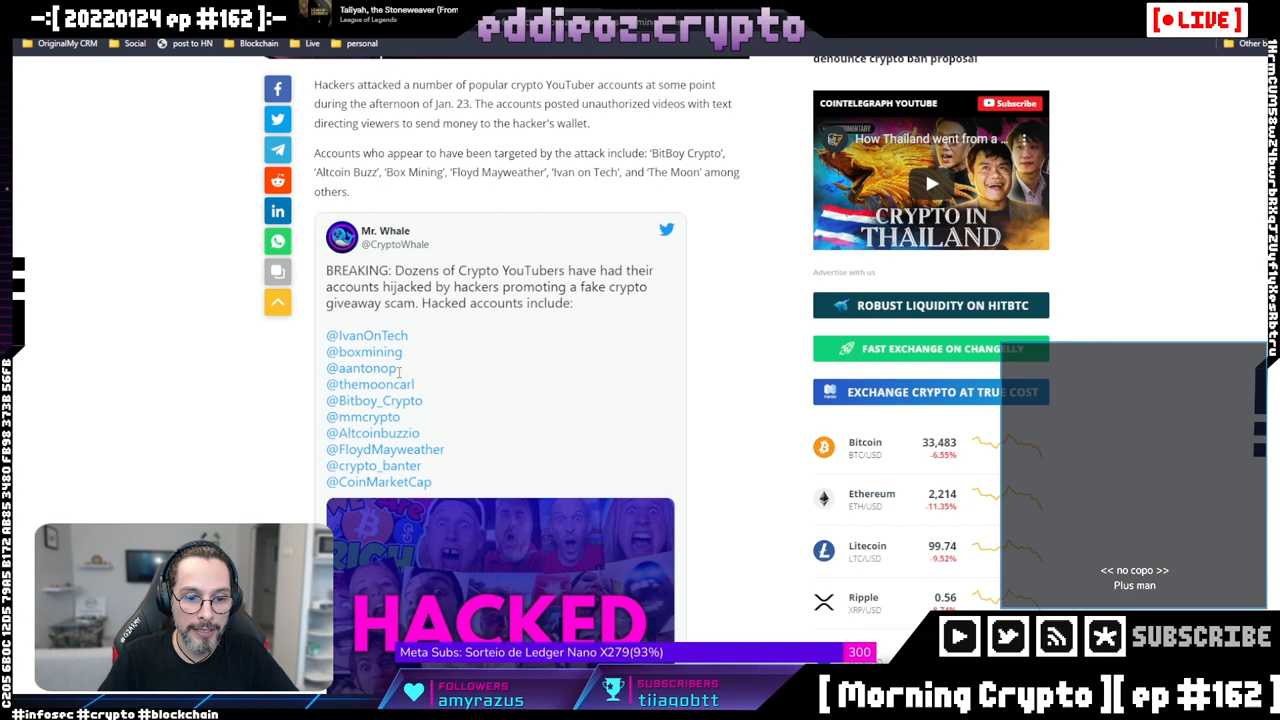 -:[ 20220124 ep #162 ]:-
Taliyah, the Stoneweaver (From
League of Legends
eddieoz.crypto
[ ● LIVE ]
OriginalMy CRM
Social
post to HN
Blockchain
Live
personal
Other b
Hackers attacked a number of popular crypto YouTuber accounts at some point
during the afternoon of Jan. 23. The accounts posted unauthorized videos with text
directing viewers to send money to the hacker's wallet.
Accounts who appear to have been targeted by the attack include: 'BitBoy Crypto',
'Altcoin Buzz', 'Box Mining', 'Floyd Mayweather', 'Ivan on Tech', and 'The Moon' among
others.
Mr. Whale
@CryptoWhale
BREAKING: Dozens of Crypto YouTubers have had their
accounts hijacked by hackers promoting a fake crypto
giveaway scam. Hacked accounts include:
@IvanOnTech
@boxmining
@aantonop
@themooncarl
@Bitboy_Crypto
@mmcrypto
@Altcoinbuzzio
@FloydMayweather
@crypto_banter
@CoinMarketCap
HACKED
denounce crypto ban proposal
COINTELEGRAPH YOUTUBE
Subscribe
How Thailand went from a ...
CRYPTO IN
THAILAND
Advertise with us
ROBUST LIQUIDITY ON HITBTC
FAST EXCHANGE ON CHANGELLY
EXCHANGE CRYPTO AT TRUE COST
Bitcoin 33,483
BTC/USD -6.55%
Ethereum 2,214
ETH/USD -11.35%
Litecoin 99.74
LTC/USD -9.52%
Ripple 0.56
XRP/USD
<< no copo >>
Plus man
Meta Subs: Sorteio de Ledger Nano X279(93%)
300
FOLLOWERS
amyrazus
SUBSCRIBERS
tiiagobtt
SUBSCRIBE
[ Morning Crypto ][ ep #162 ]
#infosec #crypto #blockchain